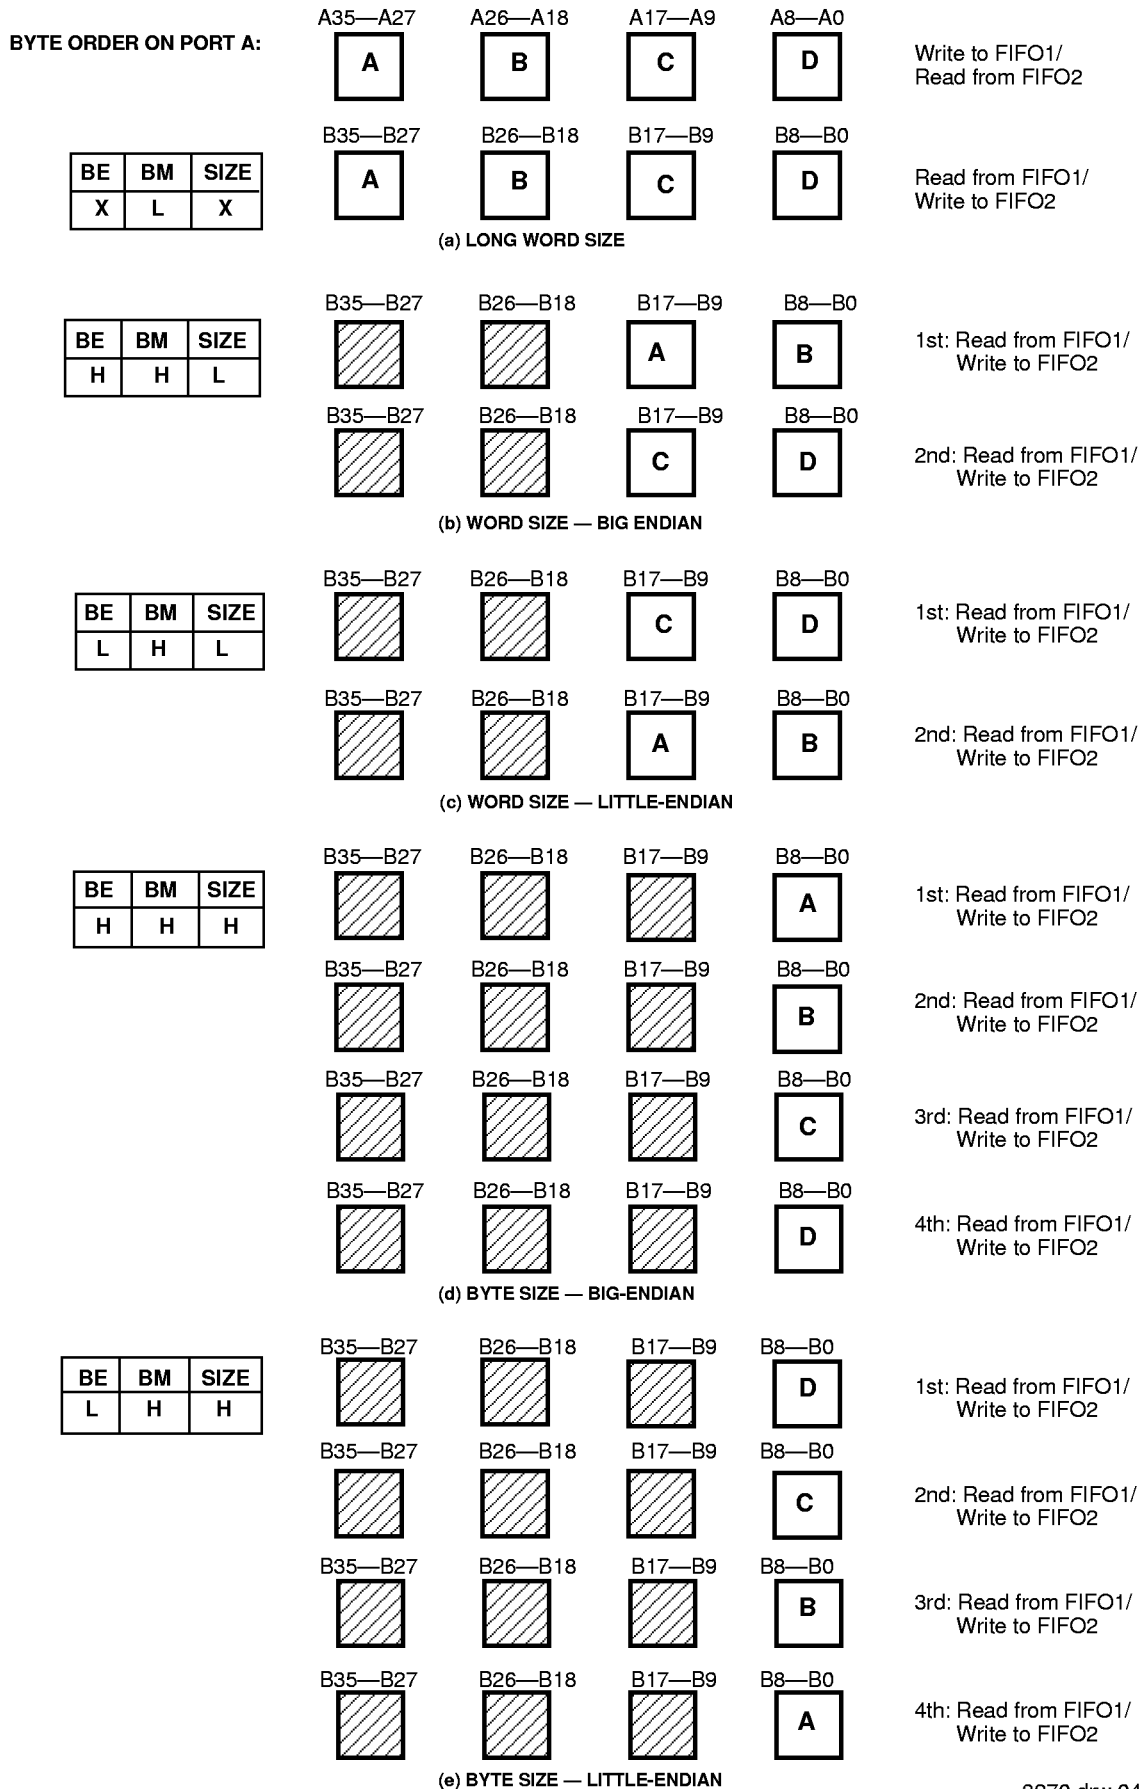 A35—A27 A26—A18 A17—A9 A8—A0
BYTE ORDER ON PORT A:
A B C D
Write to FIFO1/
Read from FIFO2
B35—B27 B26—B18 B17—B9 B8—B0
BE BM SIZE
X L X
A B C D
Read from FIFO1/
Write to FIFO2
(a) LONG WORD SIZE
B35—B27 B26—B18 B17—B9 B8—B0
BE BM SIZE
H H L
A B
1st: Read from FIFO1/
Write to FIFO2
B35—B27 B26—B18 B17—B9 B8—B0
C D
2nd: Read from FIFO1/
Write to FIFO2
(b) WORD SIZE — BIG ENDIAN
B35—B27 B26—B18 B17—B9 B8—B0
BE BM SIZE
L H L
C D
1st: Read from FIFO1/
Write to FIFO2
B35—B27 B26—B18 B17—B9 B8—B0
A B
2nd: Read from FIFO1/
Write to FIFO2
(c) WORD SIZE — LITTLE-ENDIAN
B35—B27 B26—B18 B17—B9 B8—B0
BE BM SIZE
H H H
A
1st: Read from FIFO1/
Write to FIFO2
B35—B27 B26—B18 B17—B9 B8—B0
B
2nd: Read from FIFO1/
Write to FIFO2
B35—B27 B26—B18 B17—B9 B8—B0
C
3rd: Read from FIFO1/
Write to FIFO2
B35—B27 B26—B18 B17—B9 B8—B0
D
4th: Read from FIFO1/
Write to FIFO2
(d) BYTE SIZE — BIG-ENDIAN
B35—B27 B26—B18 B17—B9 B8—B0
BE BM SIZE
L H H
D
1st: Read from FIFO1/
Write to FIFO2
B35—B27 B26—B18 B17—B9 B8—B0
C
2nd: Read from FIFO1/
Write to FIFO2
B35—B27 B26—B18 B17—B9 B8—B0
B
3rd: Read from FIFO1/
Write to FIFO2
B35—B27 B26—B18 B17—B9 B8—B0
A
4th: Read from FIFO1/
Write to FIFO2
(e) BYTE SIZE — LITTLE-ENDIAN